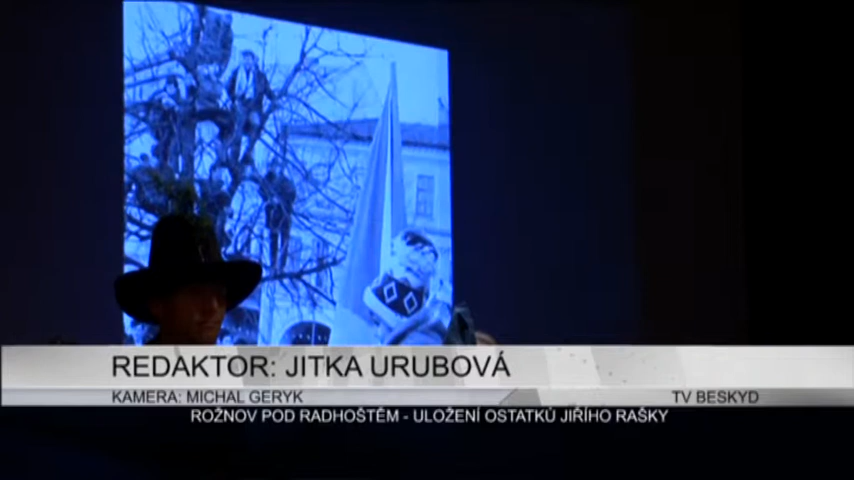 REDAKTOR: JITKA URUBOVÁ
KAMERA: MICHAL GERYK TV BESKYD
ROŽNOV POD RADHOŠTĚM - ULOŽENÍ OSTATKŮ JIŘÍHO RAŠKY